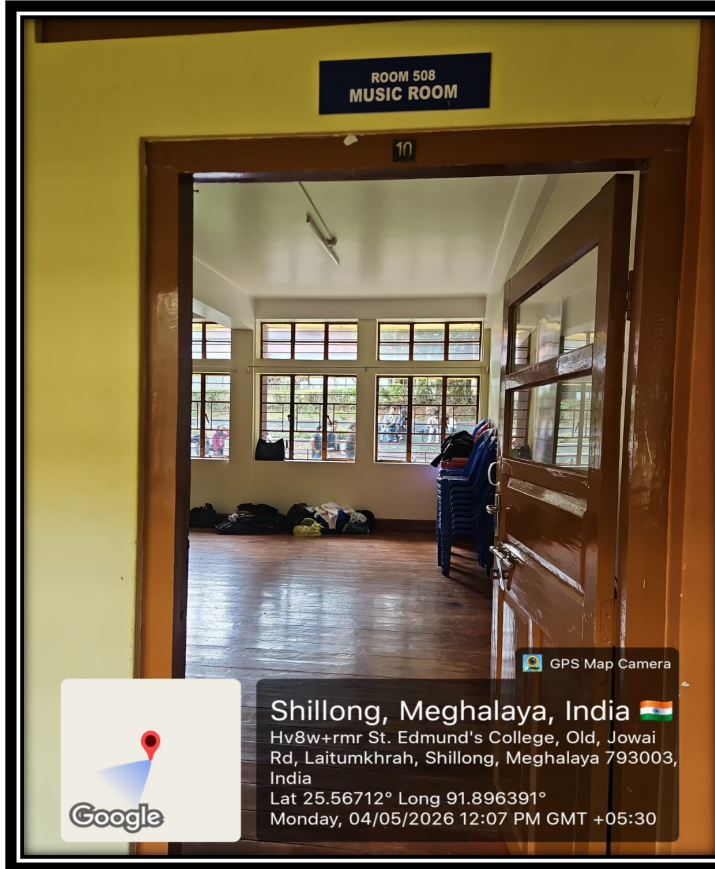 ROOM 508
MUSIC ROOM
10
GPS Map Camera
Shillong, Meghalaya, India
Hv8w+rmr St. Edmund's College, Old, Jowai
Rd, Laitumkhrah, Shillong, Meghalaya 793003,
India
Lat 25.56712° Long 91.896391°
Monday, 04/05/2026 12:07 PM GMT +05:30
Google